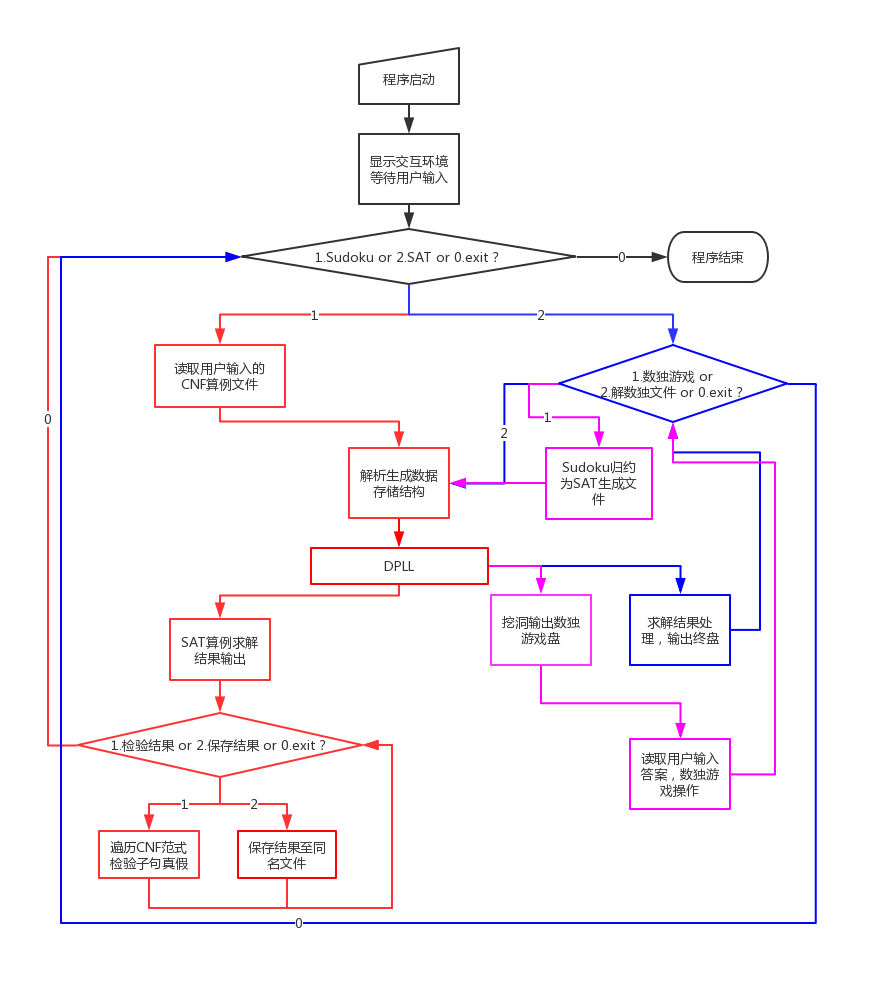 程序启动
显示交互环境
等待用户输入
1.Sudoku or 2.SAT or 0.exit ?
0
程序结束
1
2
读取用户输入的
CNF算例文件
1.数独游戏 or
2.解数独文件 or 0.exit ?
0
1
2
解析生成数据
存储结构
Sudoku归约
为SAT生成文
件
DPLL
挖洞输出数独
游戏盘
求解结果处
理，输出终盘
SAT算例求解
结果输出
1.检验结果 or 2.保存结果 or 0.exit ?
读取用户输入
答案，数独游
戏操作
1
2
遍历CNF范式
检验子句真假
保存结果至同
名文件
0